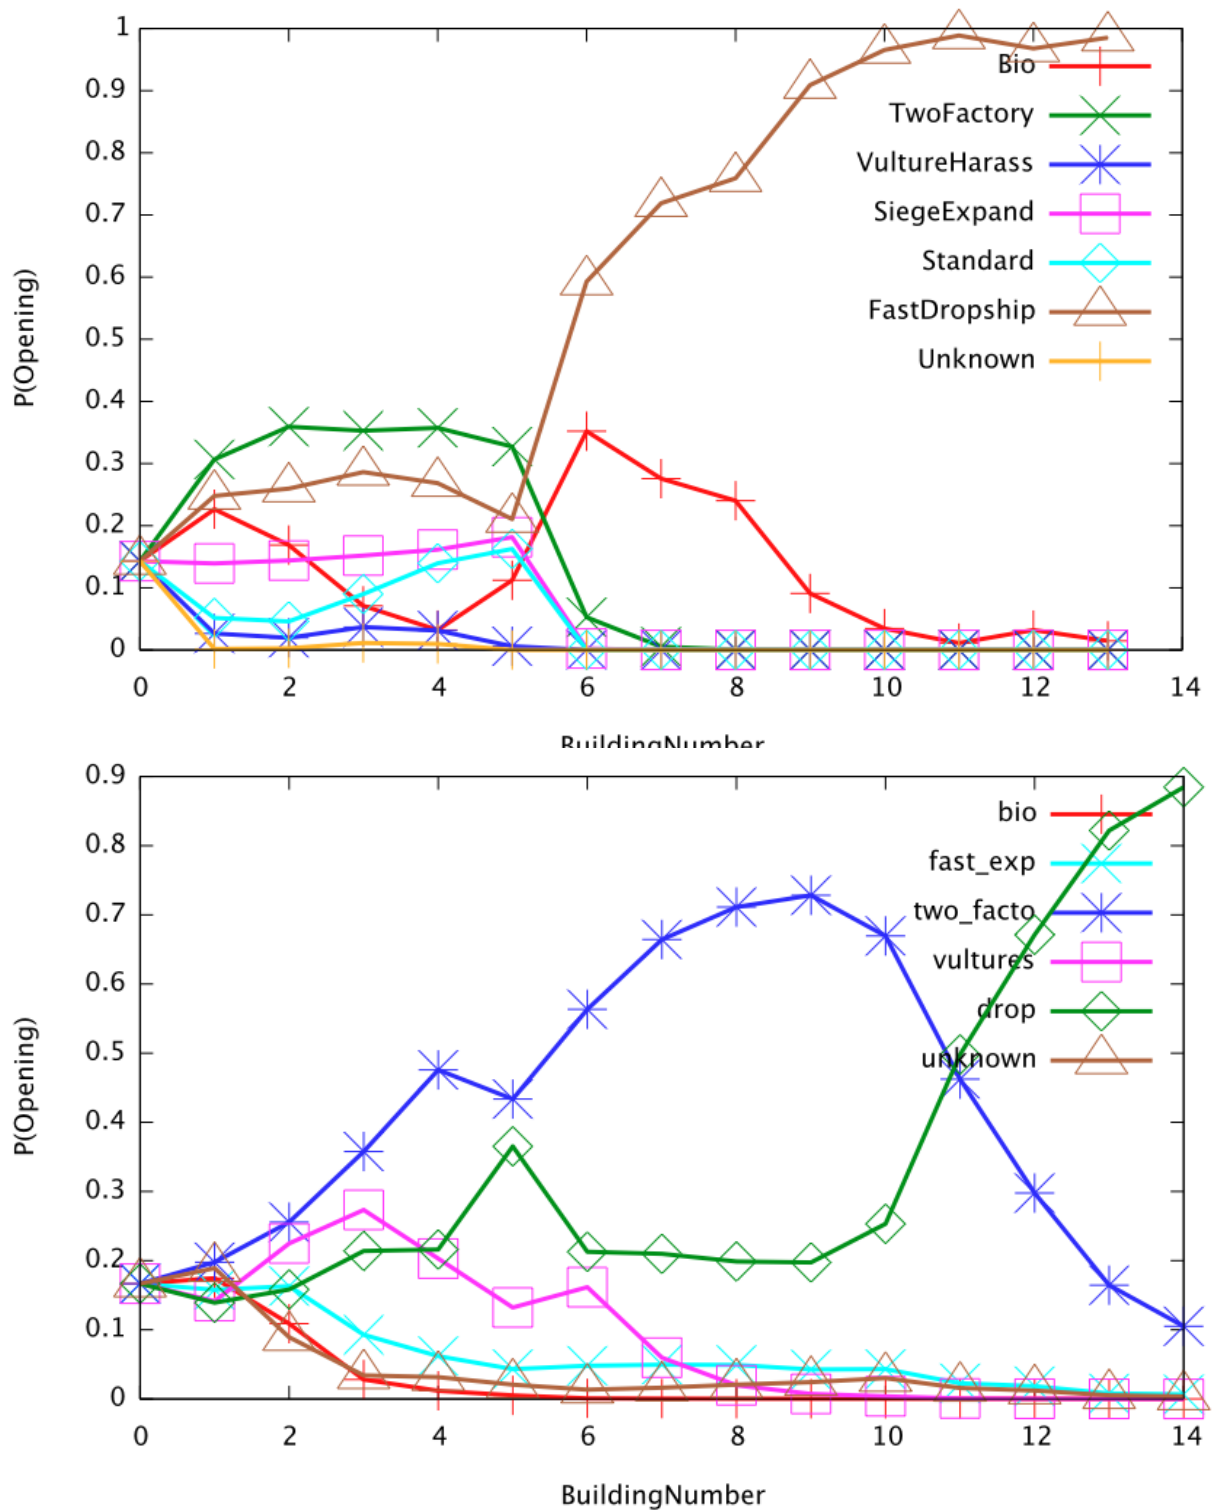 1
0.9
0.8
0.7
0.6
0.5
0.4
0.3
0.2
0.1
0
P(Opening)
Bio
TwoFactory
VultureHarass
SiegeExpand
Standard
FastDropship
Unknown
0 2 4 6 8 10 12 14
BuildingNumber
0.9
0.8
0.7
0.6
0.5
0.4
0.3
0.2
0.1
0
P(Opening)
bio
fast_exp
two_facto
vultures
drop
unknown
0 2 4 6 8 10 12 14
BuildingNumber